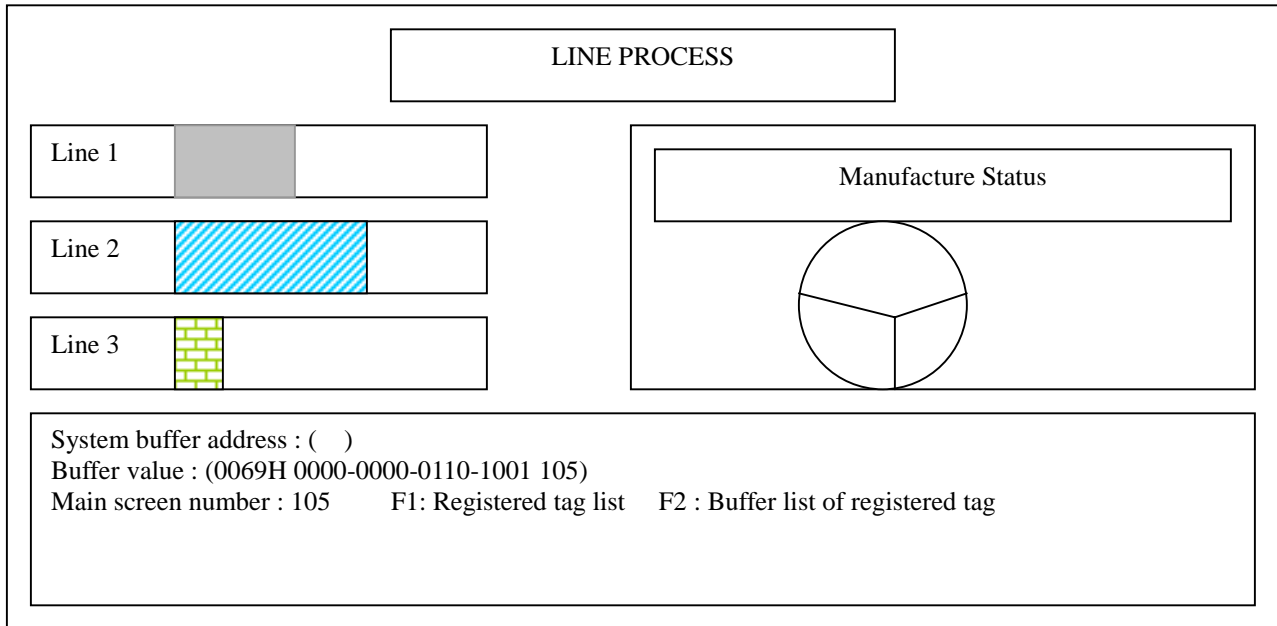 LINE PROCESS
Line 1
Line 2
Line 3
Manufacture Status
System buffer address : (    )
Buffer value : (0069H 0000-0000-0110-1001 105)
Main screen number : 105    F1: Registered tag list    F2 : Buffer list of registered tag